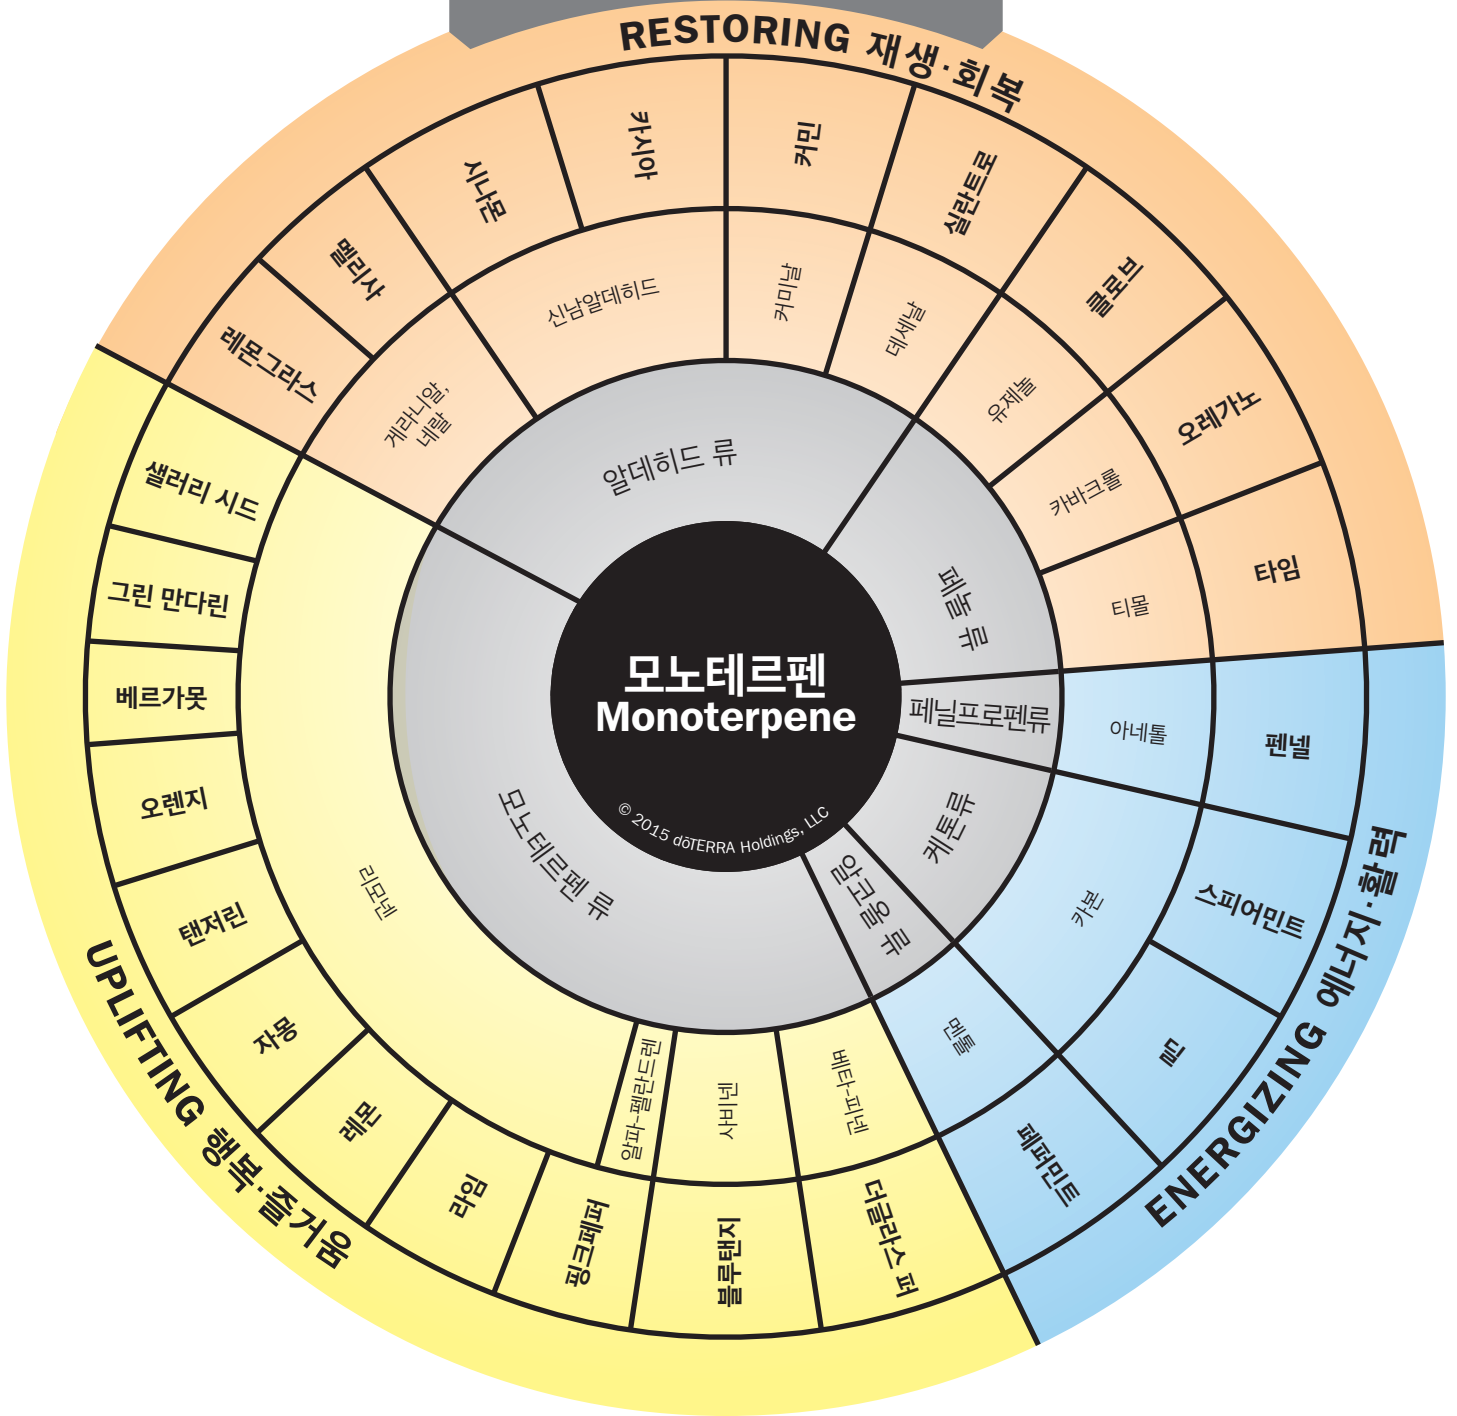 RESTORING 재생·회복
카시아
커민
시나몬
실란트로
멜리사
클로브
레몬그라스
오레가노
타임
신남알데히드
커미날
데세날
게라니알,
네랄
유제놀
카바크롤
티몰
알데히드 류
페놀 류
페닐프로펜류
케톤류
알코올 류
모노테르펜 류
모노테르펜
Monoterpene
© 2015 dōTERRA Holdings, LLC
아네톨
펜넬
카본
스피어민트
딜
멘톨
페퍼민트
ENERGIZING 에너지·활력
샐러리 시드
그린 만다린
베르가못
오렌지
탠저린
자몽
레몬
라임
핑크페퍼
블루탠지
더글라스 퍼
리모넨
알파-펠란드렌
사비넨
베타-피넨
UPLIFTING 행복·즐거움